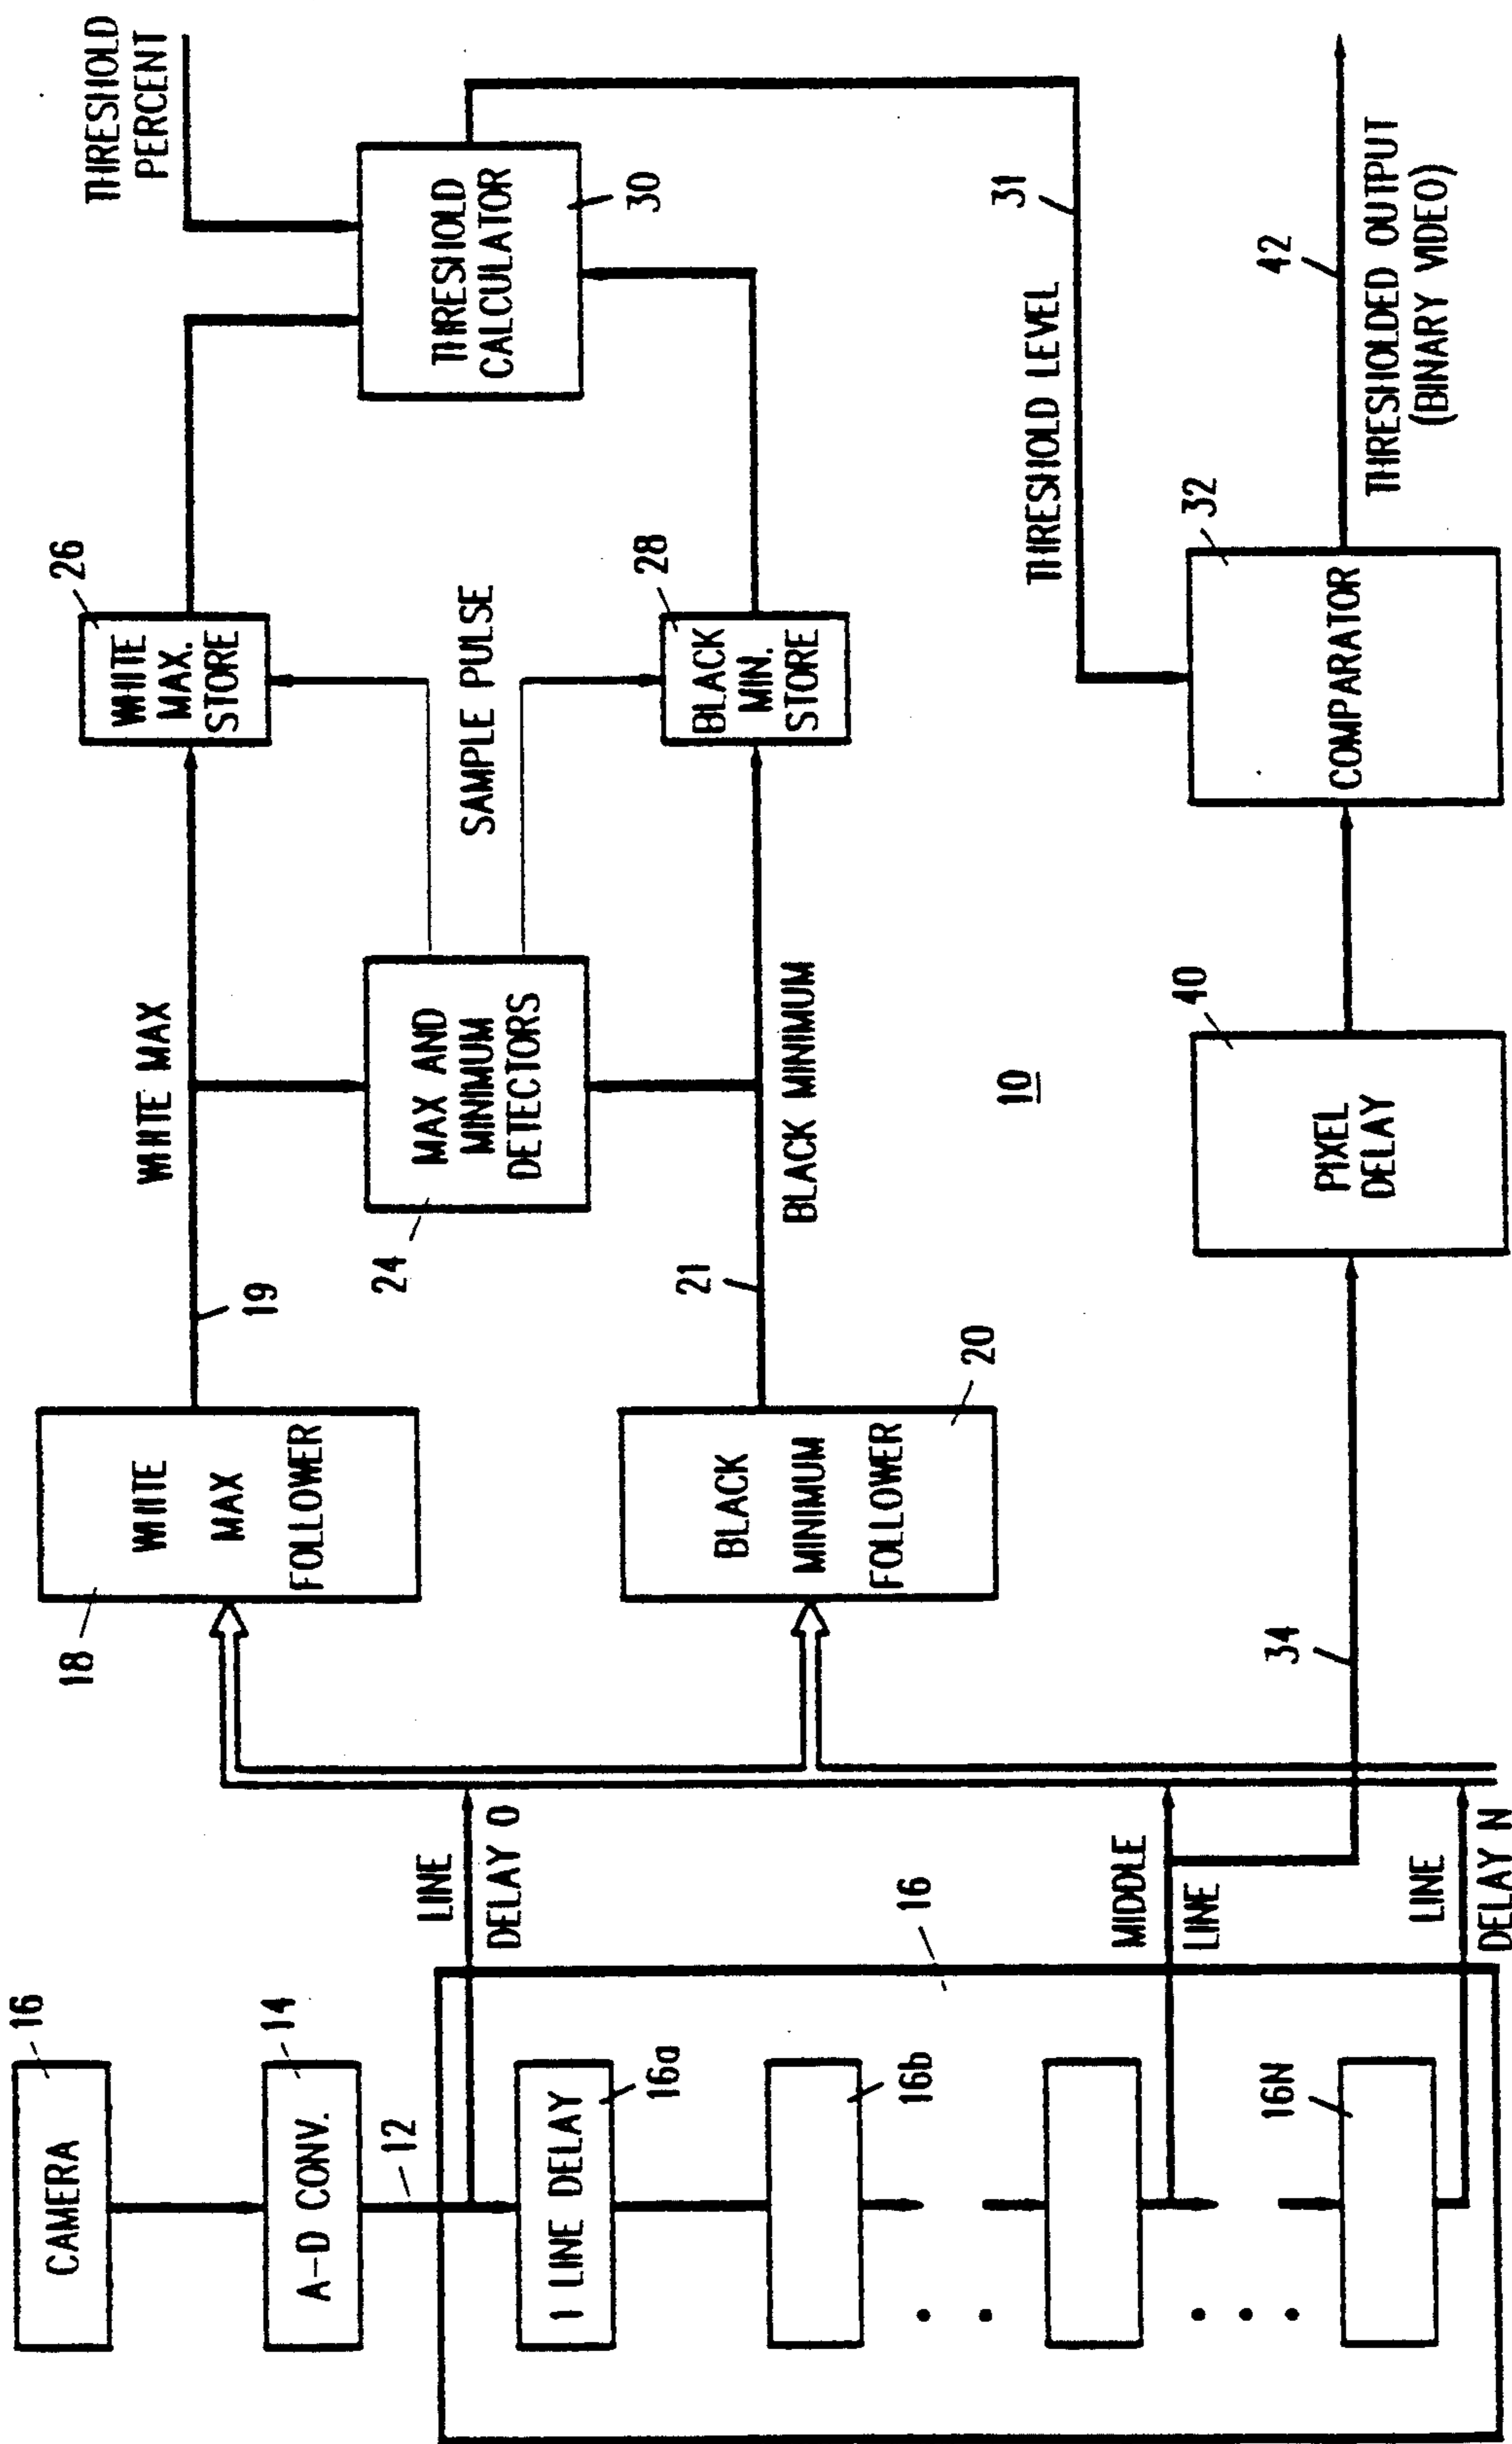 CAMERA
16
A-D CONV.
14
12
1 LINE DELAY
16a
16b
16N
16
LINE
DELAY 0
MIDDLE
LINE
LINE
DELAY N
18
WHITE
MAX
FOLLOWER
19
WHITE MAX
BLACK
MINIMUM
FOLLOWER
20
21
BLACK MINIMUM
24
MAX AND
MINIMUM
DETECTORS
SAMPLE PULSE
26
WHITE
MAX.
STORE
28
BLACK
MIN.
STORE
THRESHOLD
PERCENT
THRESHOLD
CALCULATOR
30
THRESHOLD LEVEL
31
10
34
40
PIXEL
DELAY
32
COMPARATOR
42
THRESHOLDED OUTPUT
(BINARY VIDEO)